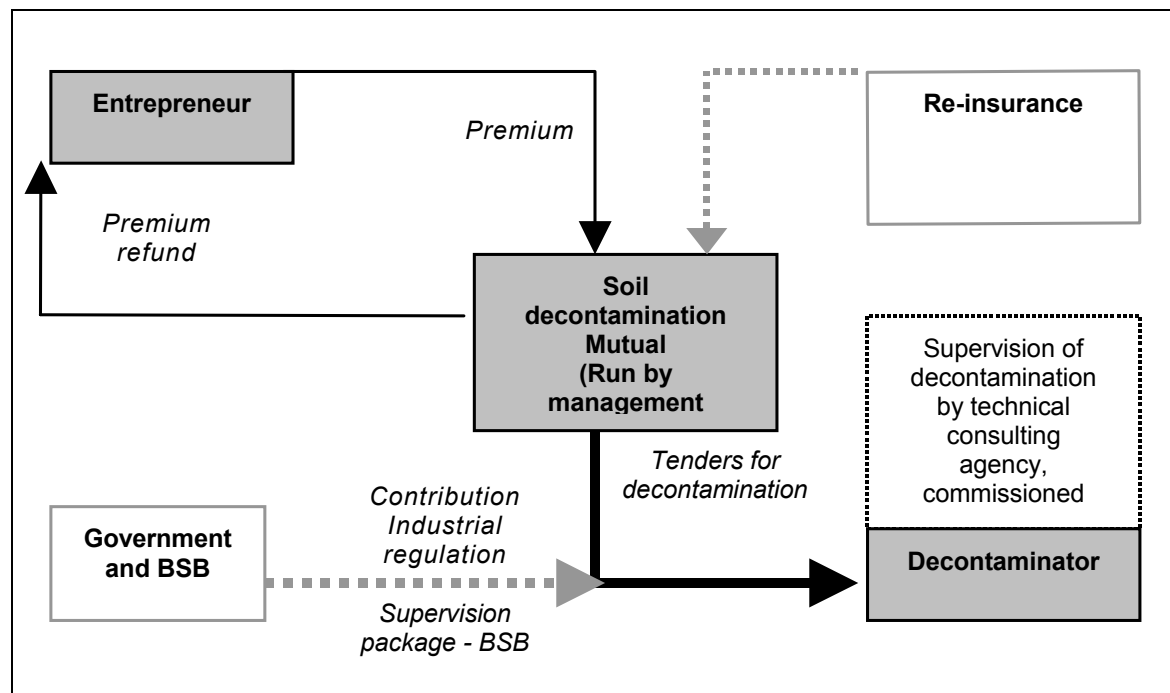 Entrepreneur
Premium
Re-insurance
Premium
refund
Soil
decontamination
Mutual
(Run by
management
Supervision of
decontamination
by technical
consulting
agency,
commissioned
Tenders for
decontamination
Contribution
Industrial
regulation
Government
and BSB
Decontaminator
Supervision
package - BSB